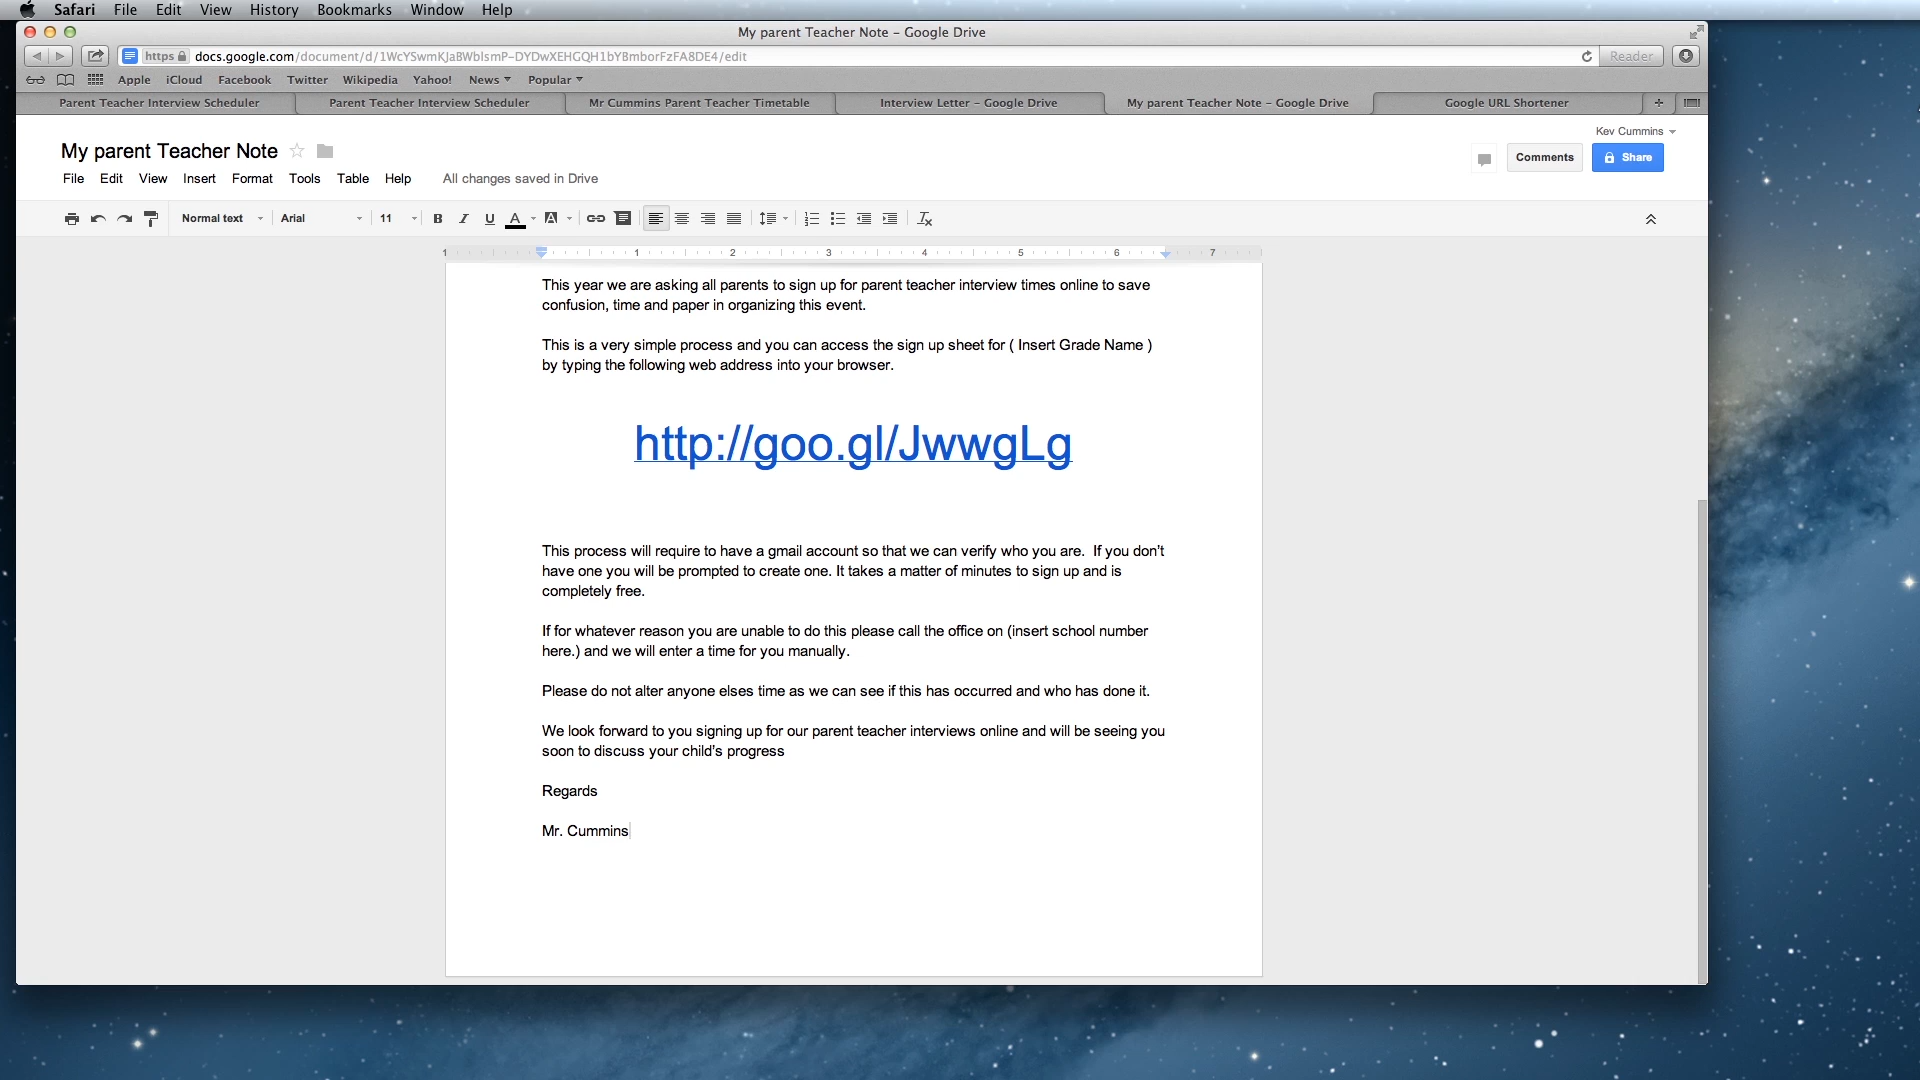 Safari File Edit View History Bookmarks Window Help
My parent Teacher Note – Google Drive
https docs.google.com/document/d/1WcYSwmKJaBWbIsmP-DYDwXEHGQH1bYBmborFzFA8DE4/edit
Reader
Apple iCloud Facebook Twitter Wikipedia Yahoo! News Popular
Parent Teacher Interview Scheduler Parent Teacher Interview Scheduler Mr Cummins Parent Teacher Timetable Interview Letter – Google Drive My parent Teacher Note – Google Drive Google URL Shortener +
Kev Cummins
My parent Teacher Note
Comments Share
File Edit View Insert Format Tools Table Help All changes saved in Drive
Normal text Arial 11 B I U A A
1 1 2 3 4 5 6 7
This year we are asking all parents to sign up for parent teacher interview times online to save
confusion, time and paper in organizing this event.
This is a very simple process and you can access the sign up sheet for ( Insert Grade Name )
by typing the following web address into your browser.
http://goo.gl/JwwgLg
This process will require to have a gmail account so that we can verify who you are.  If you don't
have one you will be prompted to create one. It takes a matter of minutes to sign up and is
completely free.
If for whatever reason you are unable to do this please call the office on (insert school number
here.) and we will enter a time for you manually.
Please do not alter anyone elses time as we can see if this has occurred and who has done it.
We look forward to you signing up for our parent teacher interviews online and will be seeing you
soon to discuss your child's progress
Regards
Mr. Cummins